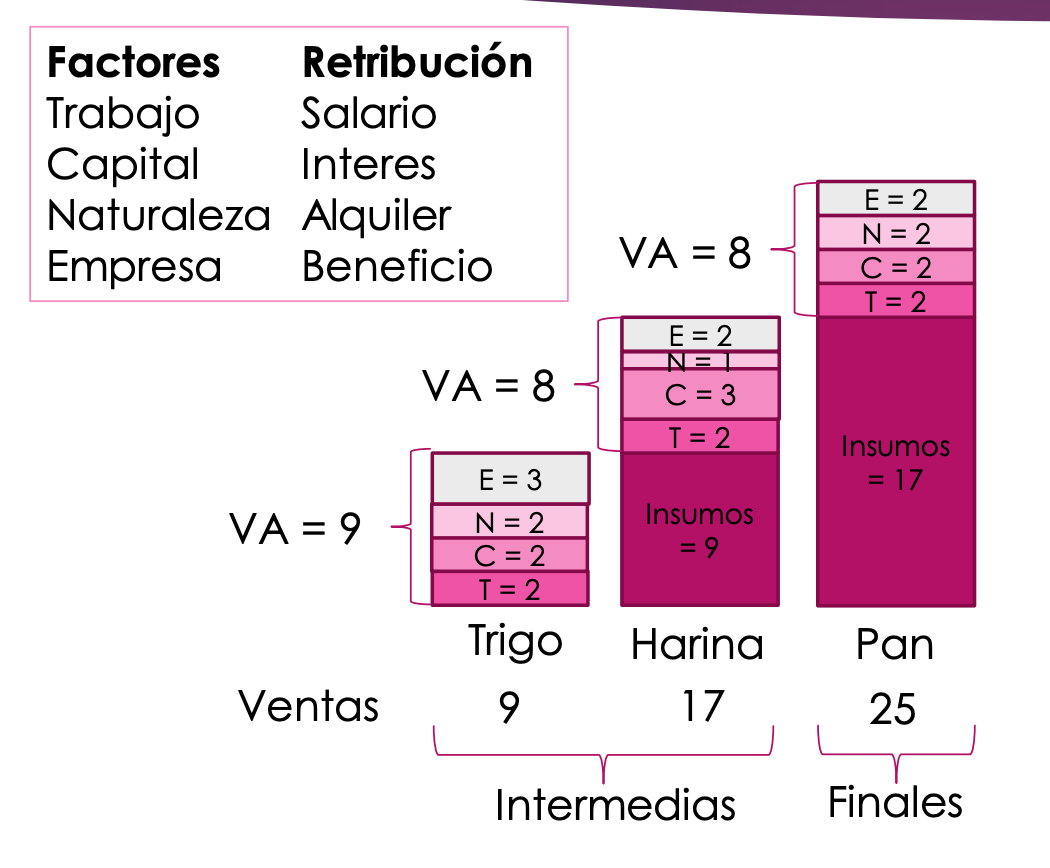 Factores Retribución
Trabajo Salario
Capital Interes
Naturaleza Alquiler
Empresa Beneficio
E = 2
N = 2
C = 2
T = 2
VA = 8
Insumos
= 17
E = 2
N = 1
C = 3
T = 2
VA = 8
Insumos
= 9
E = 3
N = 2
C = 2
T = 2
VA = 9
Trigo Harina Pan
Ventas 9 17 25
Intermedias Finales